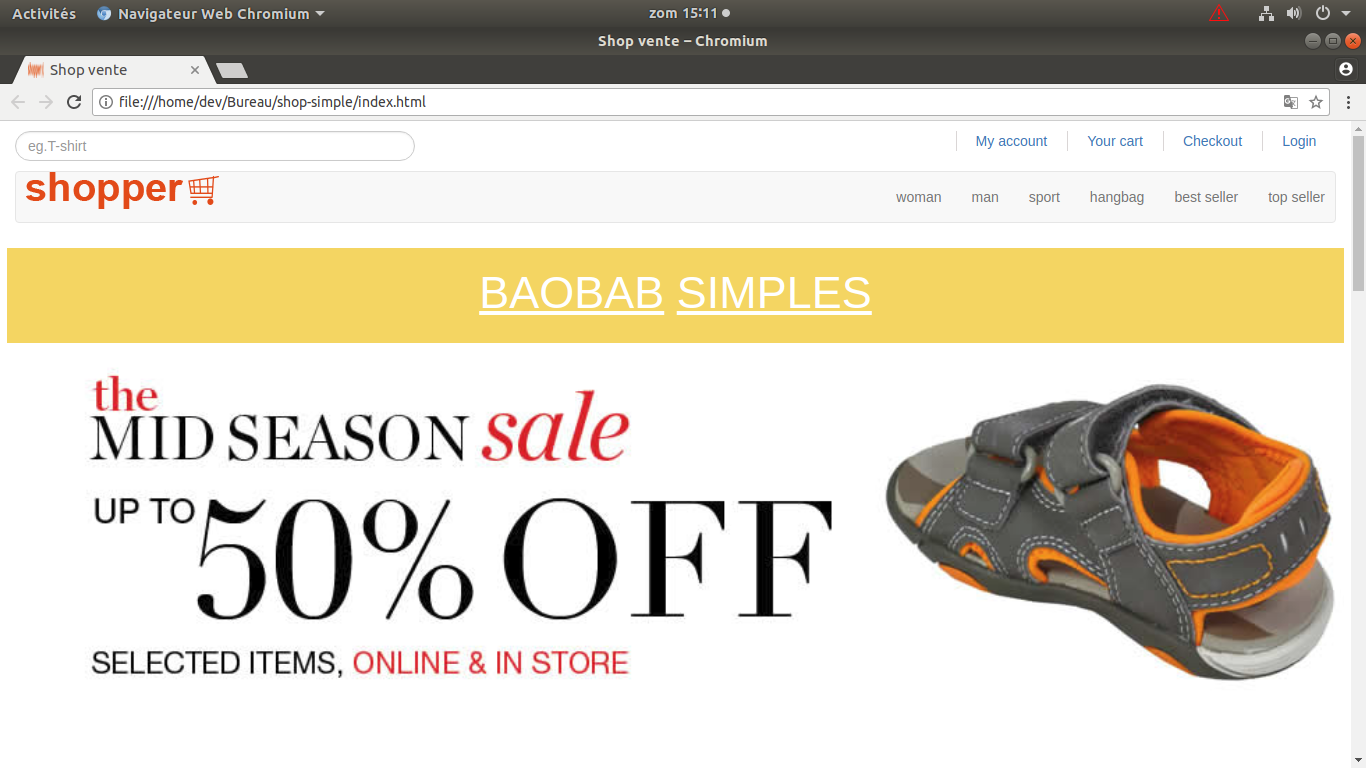 Activités Navigateur Web Chromium zom 15:11
Shop vente – Chromium
Shop vente
file:///home/dev/Bureau/shop-simple/index.html
eg.T-shirt My account Your cart Checkout Login
shopper woman man sport hangbag best seller top seller
BAOBAB SIMPLES
the
MID SEASON sale
UP TO 50% OFF
SELECTED ITEMS, ONLINE & IN STORE